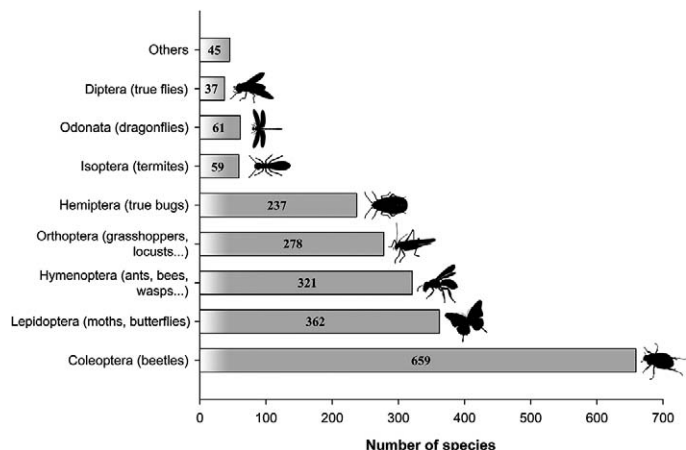 Others
45
Diptera (true flies)
37
Odonata (dragonflies)
61
Isoptera (termites)
59
Hemiptera (true bugs)
237
Orthoptera (grasshoppers,
locusts...)
278
Hymenoptera (ants, bees,
wasps...)
321
Lepidoptera (moths, butterflies)
362
Coleoptera (beetles)
659
0 100 200 300 400 500 600 700
Number of species